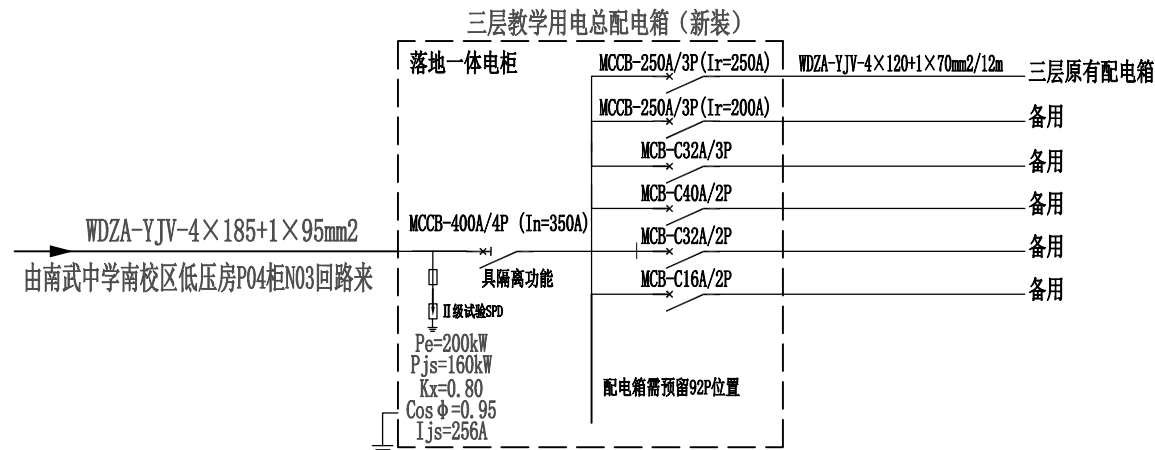 三层教学用电总配电箱（新装）
落地一体电柜
MCCB-250A/3P(Ir=250A)
WDZA-YJV-4×120+1×70mm2/12m
三层原有配电箱
MCCB-250A/3P(Ir=200A)
备用
MCB-C32A/3P
备用
MCB-C40A/2P
备用
WDZA-YJV-4×185+1×95mm2
MCCB-400A/4P (In=350A)
MCB-C32A/2P
备用
由南武中学南校区低压房P04柜N03回路来
具隔离功能
MCB-C16A/2P
备用
Ⅱ级试验SPD
Pe=200kW
Pjs=160kW
Kx=0.80
配电箱需预留92P位置
Cosφ=0.95
Ijs=256A